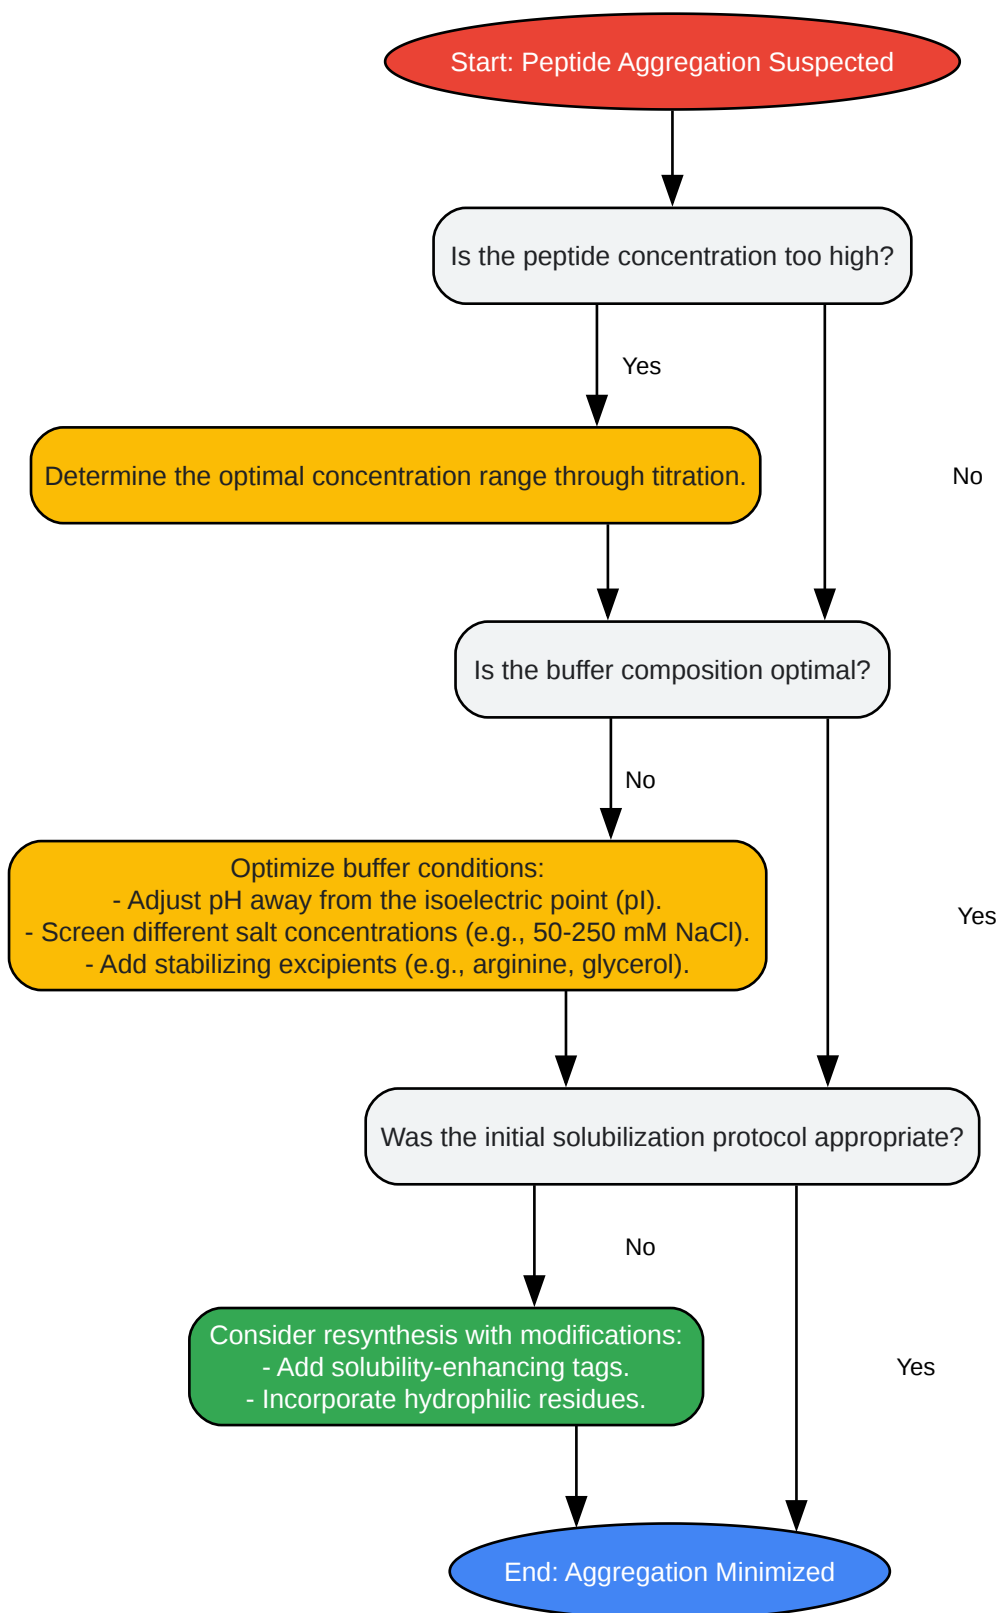 Start: Peptide Aggregation Suspected
Is the peptide concentration too high?
Yes
Determine the optimal concentration range through titration.
No
Is the buffer composition optimal?
No
Optimize buffer conditions:
- Adjust pH away from the isoelectric point (pI).
- Screen different salt concentrations (e.g., 50-250 mM NaCl).
- Add stabilizing excipients (e.g., arginine, glycerol).
Yes
Was the initial solubilization protocol appropriate?
No
Consider resynthesis with modifications:
- Add solubility-enhancing tags.
- Incorporate hydrophilic residues.
Yes
End: Aggregation Minimized